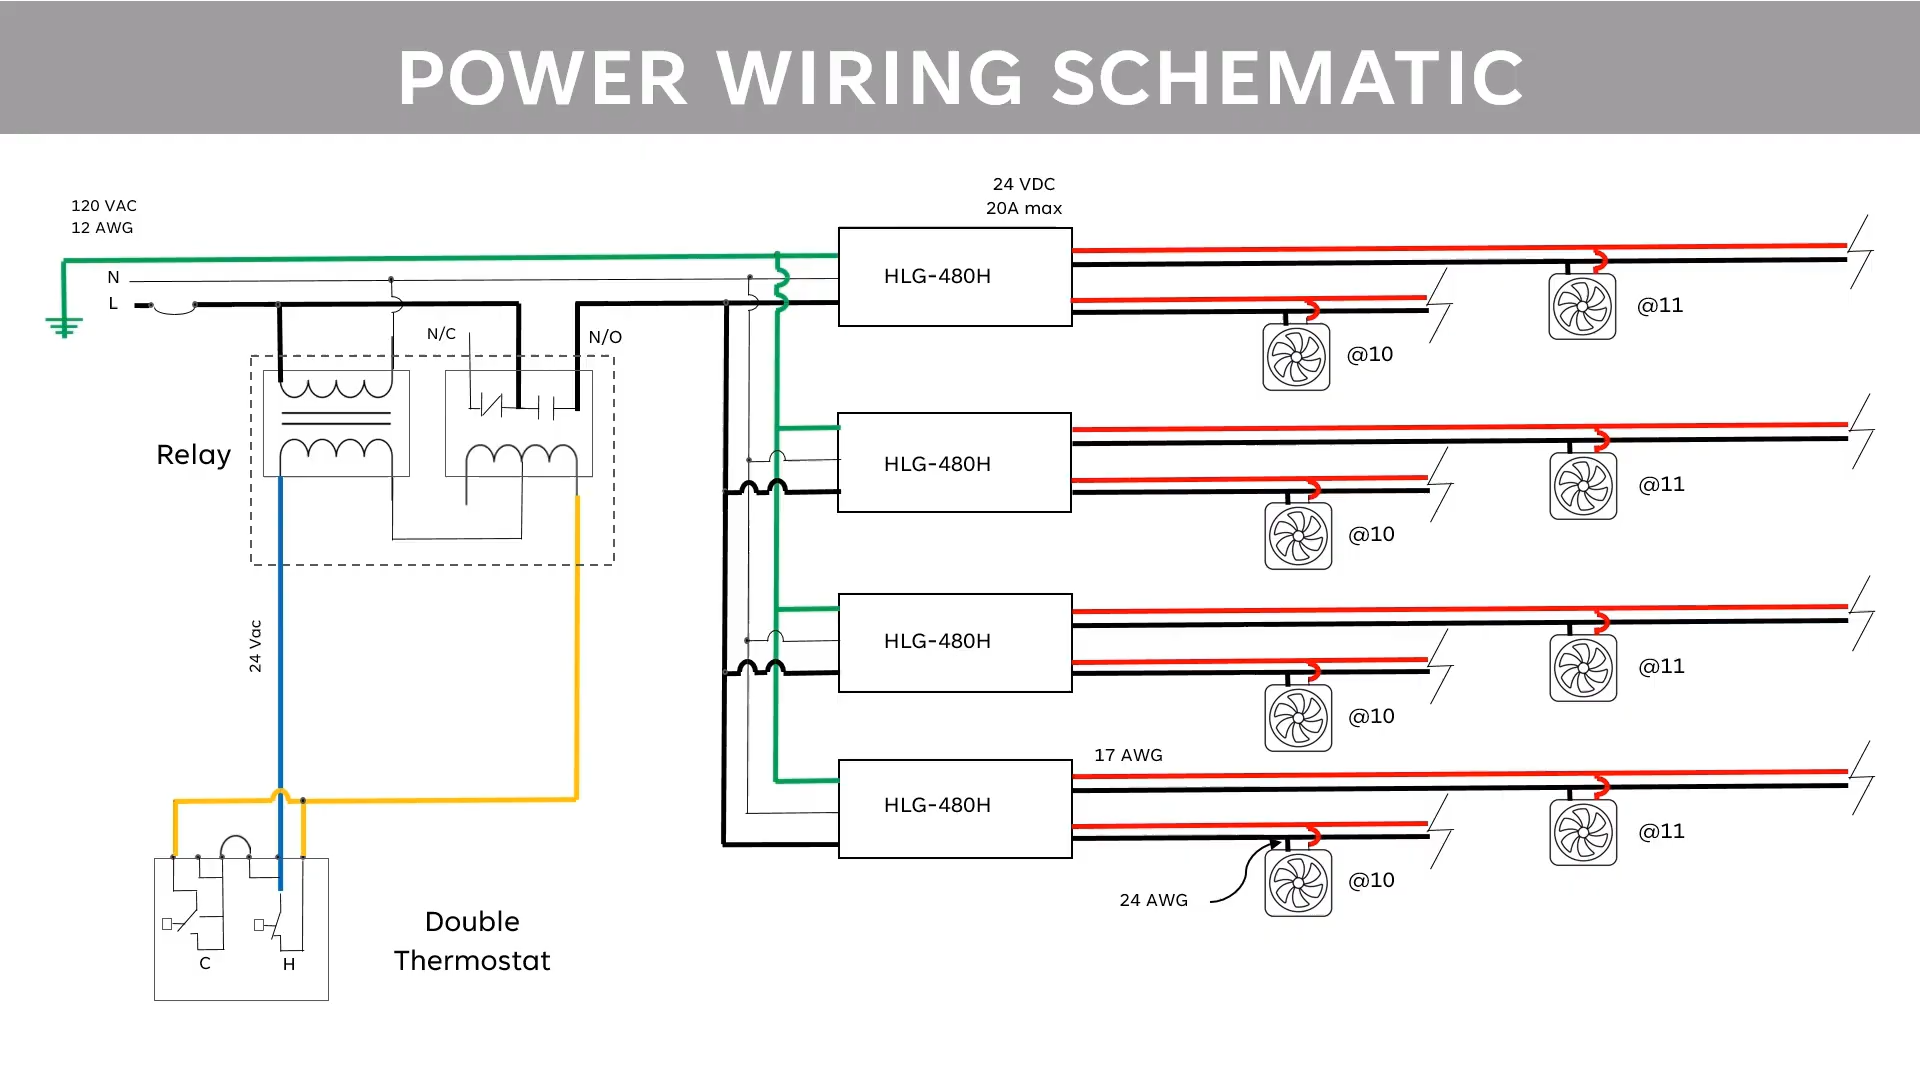 POWER WIRING SCHEMATIC
24 VDC
20A max
120 VAC
12 AWG
N
L
N/C
N/O
HLG-480H
@11
@10
Relay
HLG-480H
@11
@10
24 Vac
HLG-480H
@11
@10
17 AWG
HLG-480H
@11
@10
24 AWG
Double
Thermostat
C
H